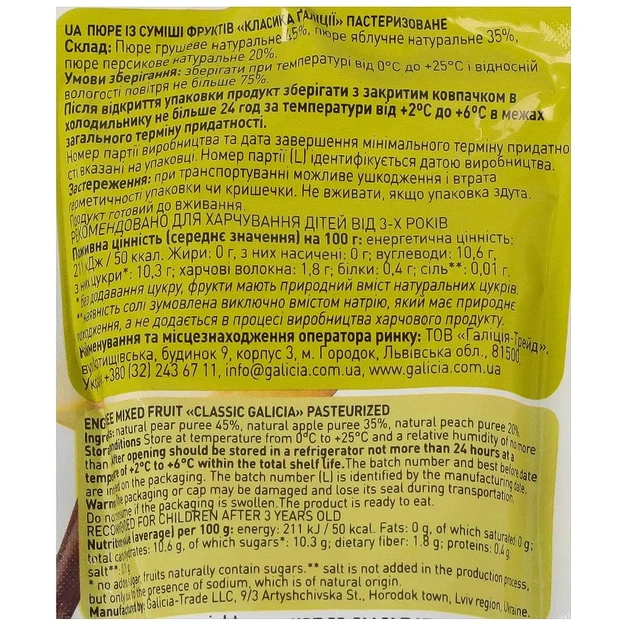 UA ПЮРЕ ІЗ СУМІШІ ФРУКТІВ «КЛАСИКА ҐАЛІЦІЇ» ПАСТЕРИЗОВАНЕ
Склад: Пюре грушеве натуральне 45%, пюре яблучне натуральне 35%,
пюре персикове натуральне 20%.
Умови зберігання: зберігати при температурі від 0°С до +25°С і відносній
вологості повітря не більше 75%.
Після відкриття упаковки продукт зберігати з закритим ковпачком в
холодильнику не більше 24 год за температури від +2°С до +6°С в межах
загального терміну придатності.
Номер партії виробництва та дата завершення мінімального терміну придатно
сті вказані на упаковці. Номер партії (L) ідентифікується датою виробництва.
Застереження: при транспортуванні можливе ушкодження і втрата
герметичності упаковки чи кришечки. Не вживати, якщо упаковка здута.
Продукт готовий до вживання.
РЕКОМЕНДОВАНО ДЛЯ ХАРЧУВАННЯ ДІТЕЙ ВІД 3-Х РОКІВ
Поживна цінність (середнє значення) на 100 г: енергетична цінність:
211 кДж / 50 ккал. Жири: 0 г, з них насичені: 0 г; вуглеводи: 10,6 г,
з них цукри*: 10,3 г; харчові волокна: 1,8 г; білки: 0,4 г; сіль**: 0,01 г.
* без додавання цукру, фрукти мають природний вміст натуральних цукрів.
**наявність солі зумовлена виключно вмістом натрію, який має природнє
походження, а не додається в процесі виробництва харчового продукту.
Найменування та місцезнаходження оператора ринку: ТОВ «Галіція-Трейд»,
вул. Артищівська, будинок 9, корпус 3, м. Городок, Львівська обл., 81500,
+380 (32) 243 67 11, info@galicia.com.ua, www.galicia.com.ua
MIXED FRUIT «CLASSIC GALICIA» PASTEURIZED
natural pear puree 45%, natural apple puree 35%, natural peach puree 20%
Store at temperature from 0°C to +25°C and a relative humidity of no more
than After opening should be stored in a refrigerator not more than 24 hours at a
of +2°C to +6°C within the total shelf life. The batch number and best before date
are on the packaging. The batch number (L) is identified by the manufacturing date.
packaging or cap may be damaged and lose its seal during transportation.
Do if the packaging is swollen. The product is ready to eat.
FOR CHILDREN AFTER 3 YEARS OLD
(average) per 100 g: energy: 211 kJ / 50 kcal. Fats: 0 g, of which saturated: 0 g;
total 10.6 g, of which sugars*: 10.3 g; dietary fiber: 1.8 g; proteins: 0.4 g;
salt**
* no fruits naturally contain sugars.** salt is not added in the production process,
but only the presence of sodium, which is of natural origin.
Manufactured by: Galicia-Trade LLC, 9/3 Artyshchivska St., Horodok town, Lviv region, Ukraine.